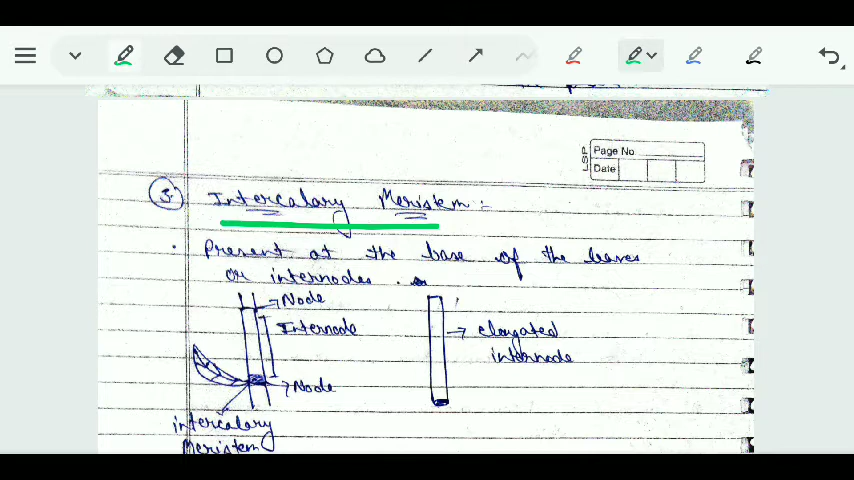 LSP
Page No
Date
3.
Intercalary Meristem :-
. Present at the base of the leaves
or internodes.
Node
Internode
elongated
internode
Node
intercalary
Meristem